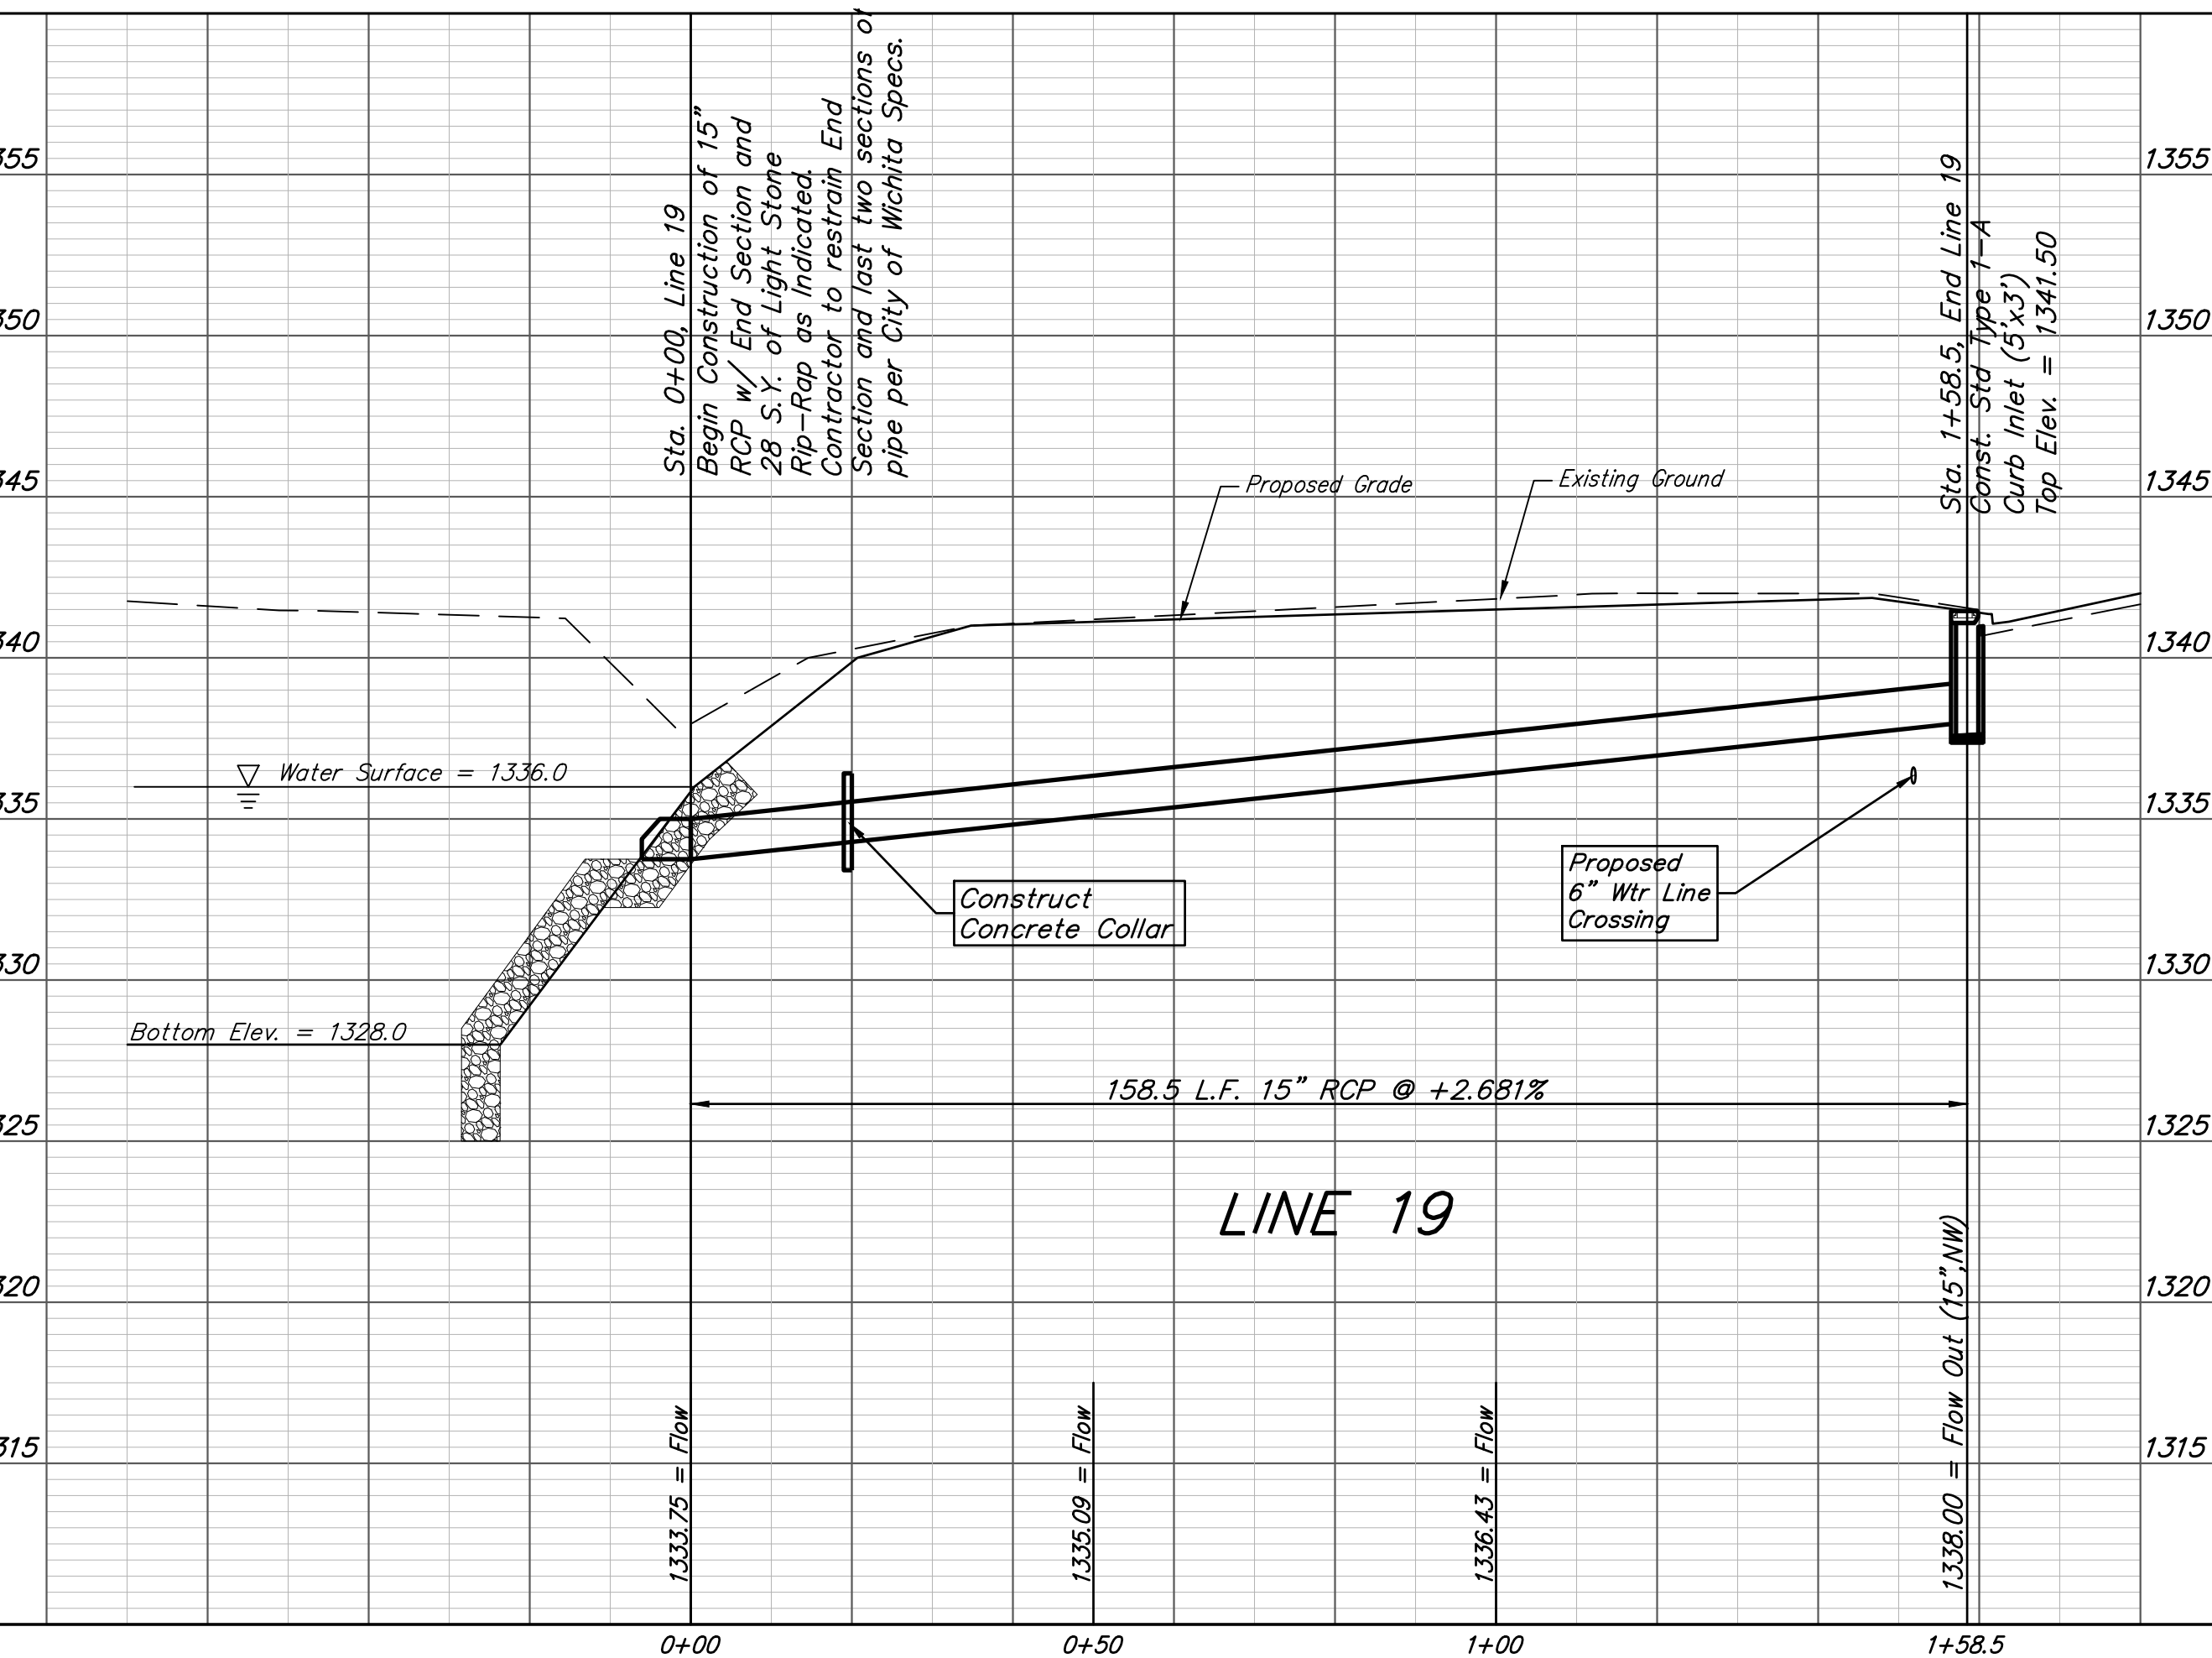 Sta. 0+00, Line 19
Begin Construction of 15"
RCP w/ End Section and
28 S.Y. of Light Stone
Rip-Rap as Indicated.
Contractor to restrain End
Section and last two sections of
pipe per City of Wichita Specs.
Sta. 1+58.5, End Line 19
Const. Std Type 1-A
Curb Inlet (5'x3')
Top Elev. = 1341.50
355
350
345
340
335
330
325
320
315
1355
1350
1345
1340
1335
1330
1325
1320
1315
Proposed Grade
Existing Ground
Water Surface = 1336.0
Bottom Elev. = 1328.0
Construct
Concrete Collar
Proposed
6" Wtr Line
Crossing
158.5 L.F. 15" RCP @ +2.681%
LINE 19
1333.75 = Flow
1335.09 = Flow
1336.43 = Flow
1338.00 = Flow Out (15",NW)
0+00
0+50
1+00
1+58.5